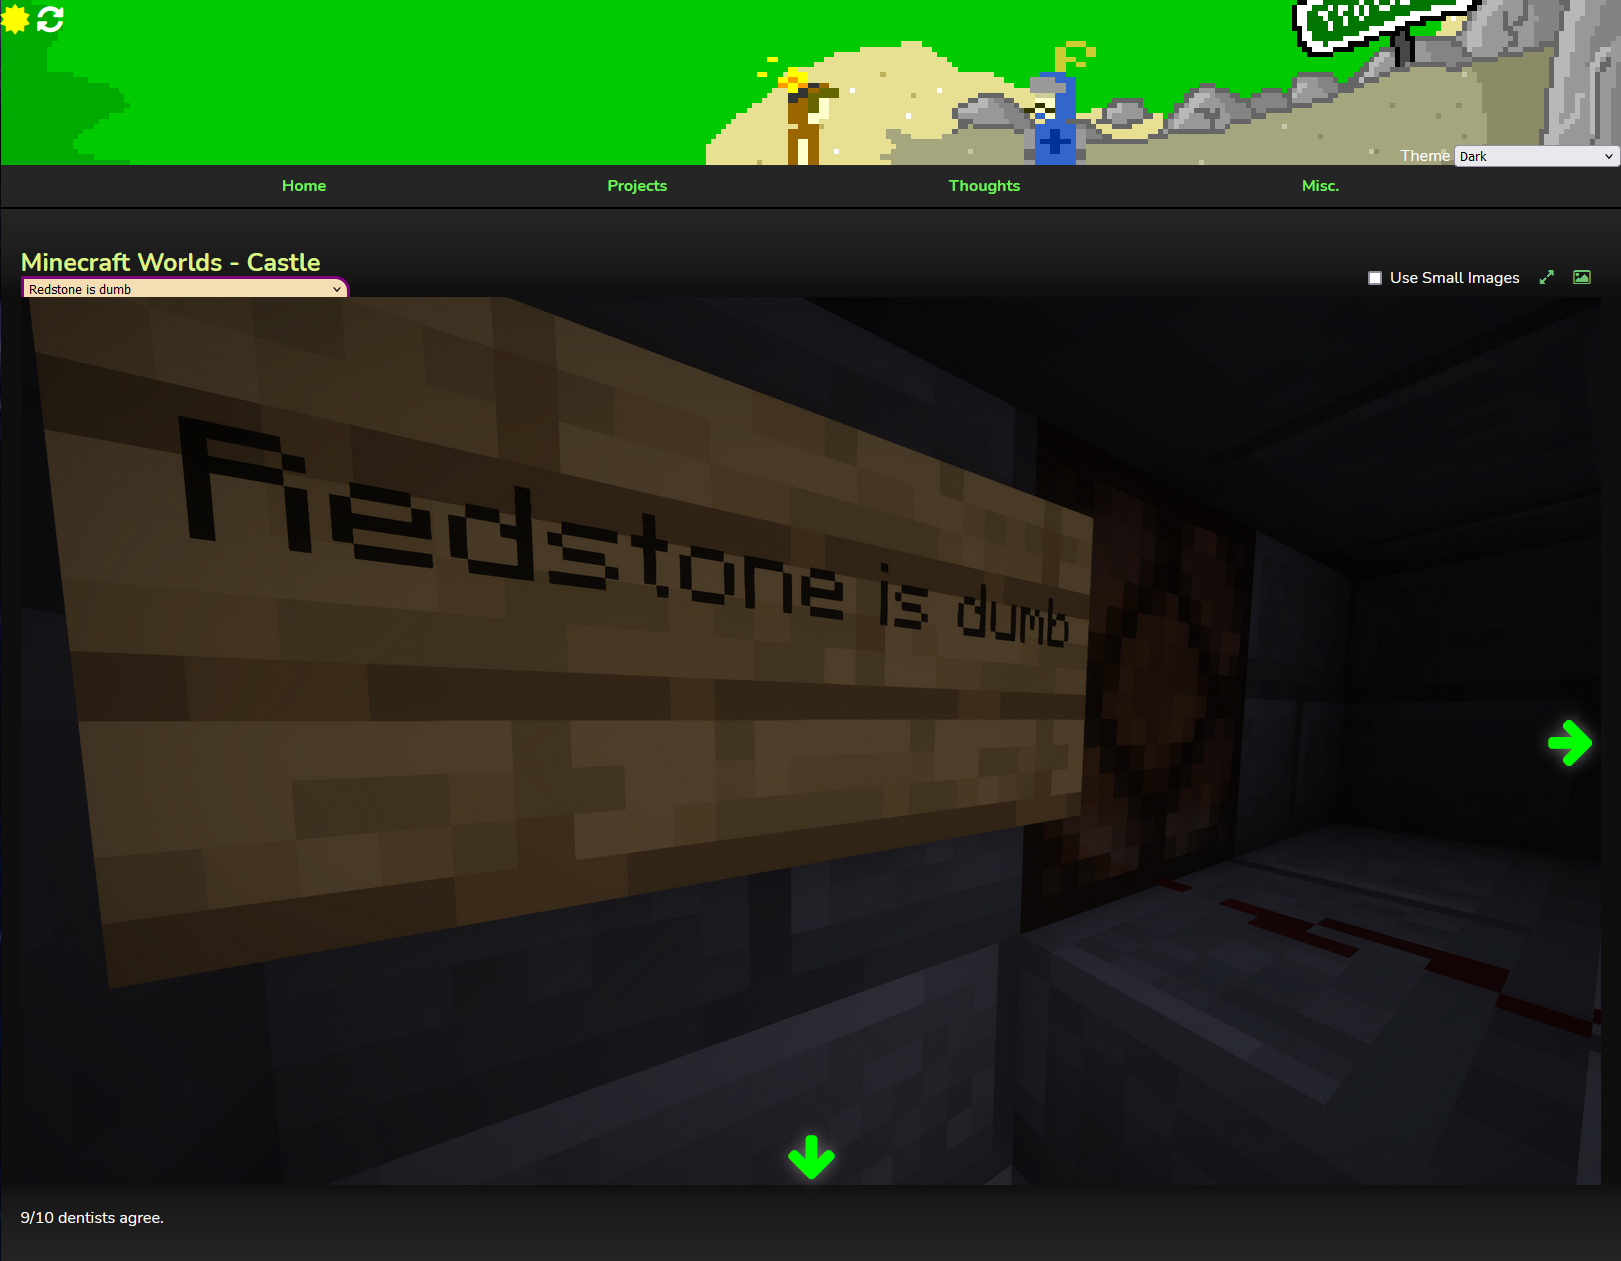 Theme Dark
Home Projects Thoughts Misc.
Minecraft Worlds - Castle
Redstone is dumb
Use Small Images
Redstone is dumb
9/10 dentists agree.